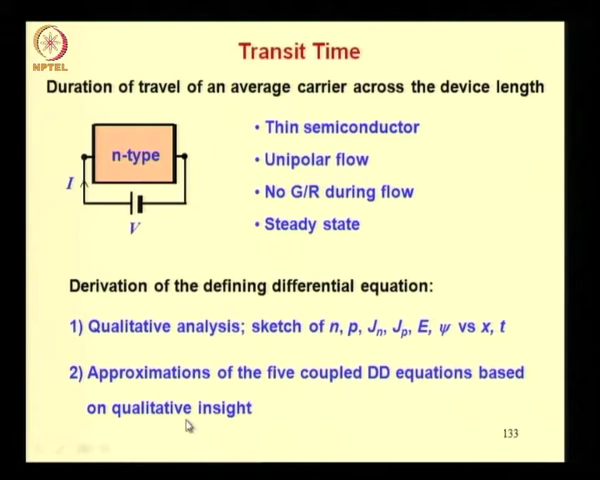 NPTEL
Transit Time
Duration of travel of an average carrier across the device length
n-type
I
V
• Thin semiconductor
• Unipolar flow
• No G/R during flow
• Steady state
Derivation of the defining differential equation:
1) Qualitative analysis; sketch of n, p, Jn, Jp, E, ψ vs x, t
2) Approximations of the five coupled DD equations based
on qualitative insight
133